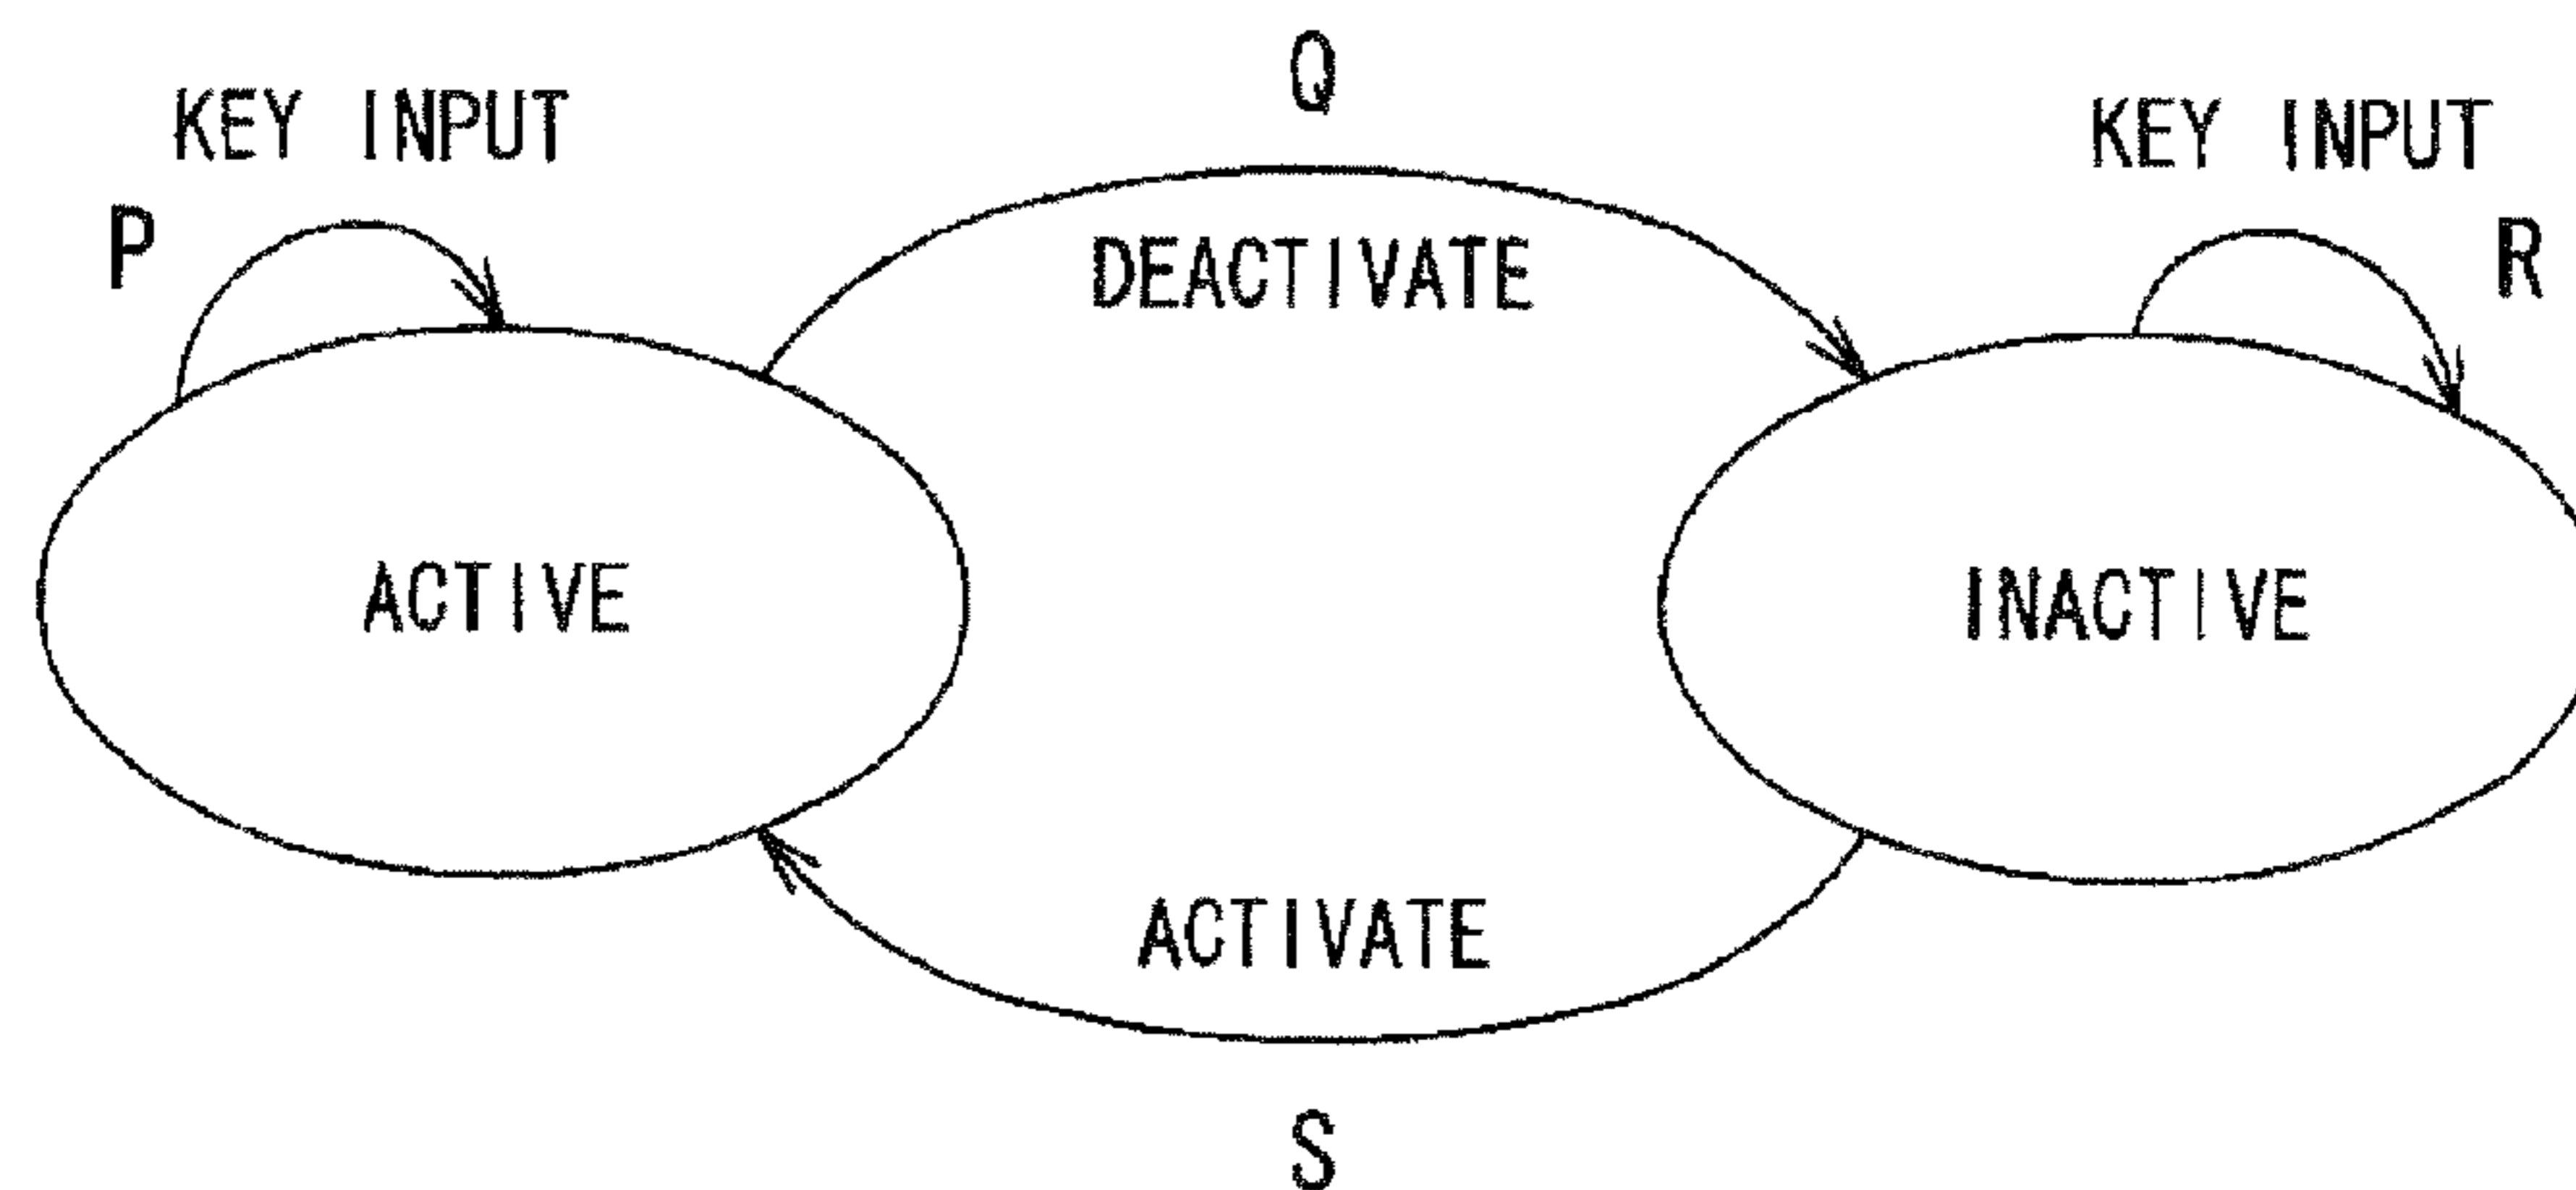 Q
KEY INPUT
KEY INPUT
P
R
DEACTIVATE
ACTIVE
INACTIVE
ACTIVATE
S